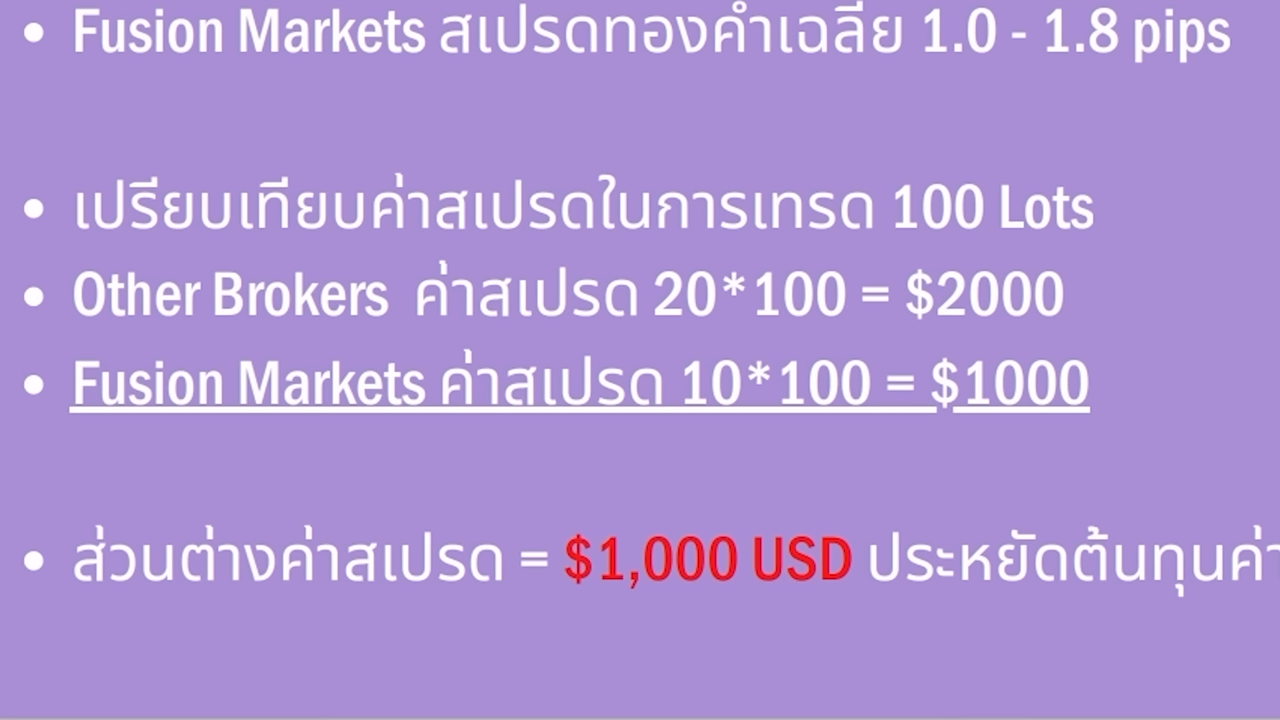 • Fusion Markets สเปรดทองคำเฉลี่ย 1.0 - 1.8 pips
• เปรียบเทียบค่าสเปรดในการเทรด 100 Lots
• Other Brokers ค่าสเปรด 20*100 = $2000
• Fusion Markets ค่าสเปรด 10*100 = $1000
• ส่วนต่างค่าสเปรด = $1,000 USD ประหยัดต้นทุนค่า